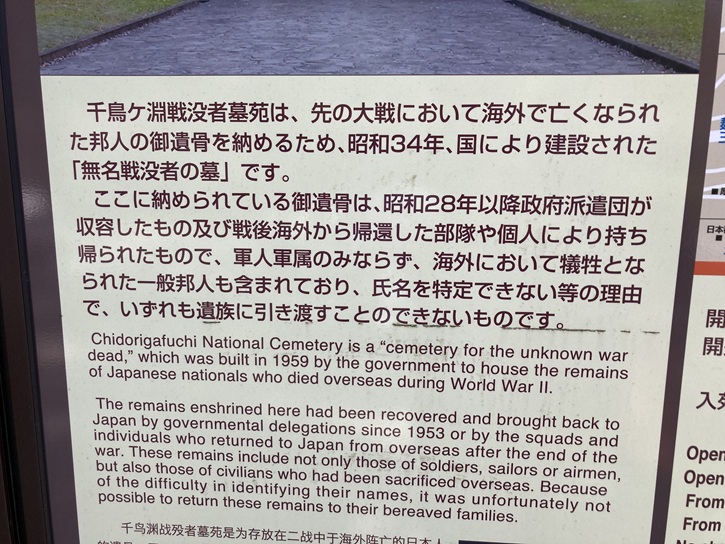 千鳥ケ淵戦没者墓苑は、先の大戦において海外で亡くなられ
た邦人の御遺骨を納めるため、昭和34年、国により建設された
「無名戦没者の墓」です。
ここに納められている御遺骨は、昭和28年以降政府派遣団が
収容したもの及び戦後海外から帰還した部隊や個人により持ち
帰られたもので、軍人軍属のみならず、海外において犠牲とな
られた一般邦人も含まれており、氏名を特定できない等の理由
で、いずれも遺族に引き渡すことのできないものです。
Chidorigafuchi National Cemetery is a “cemetery for the unknown war
dead,” which was built in 1959 by the government to house the remains
of Japanese nationals who died overseas during World War II.
The remains enshrined here had been recovered and brought back to
Japan by governmental delegations since 1953 or by the squads and
individuals who returned to Japan from overseas after the end of the
war. These remains include not only those of soldiers, sailors or airmen,
but also those of civilians who had been sacrificed overseas. Because
of the difficulty in identifying their names, it was unfortunately not
possible to return these remains to their bereaved families.
千鸟渊战殁者墓苑是为存放在二战中于海外阵亡的日本人
日本
開
開
入苑
Open
Open
From
From